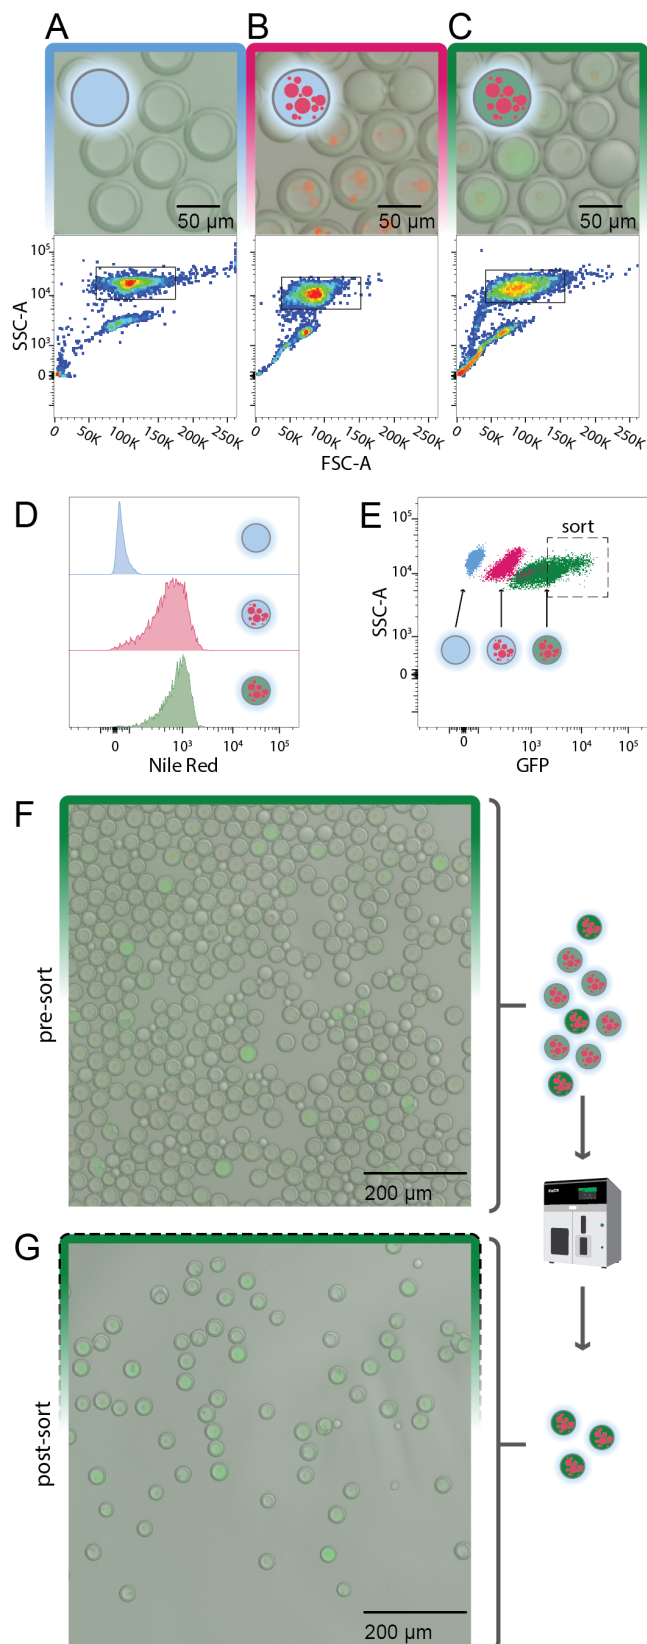 A B C
50 μm 50 μm 50 μm
SSC-A
10⁵
10⁴
10³
0
0 50K 100K 150K 200K 250K 0 50K 100K 150K 200K 250K 0 50K 100K 150K 200K 250K
FSC-A
D
0 10³ 10⁴ 10⁵
Nile Red
E
sort
SSC-A
10⁵
10⁴
10³
0
0 10³ 10⁴ 10⁵
GFP
F
pre-sort
200 μm
G
post-sort
200 μm